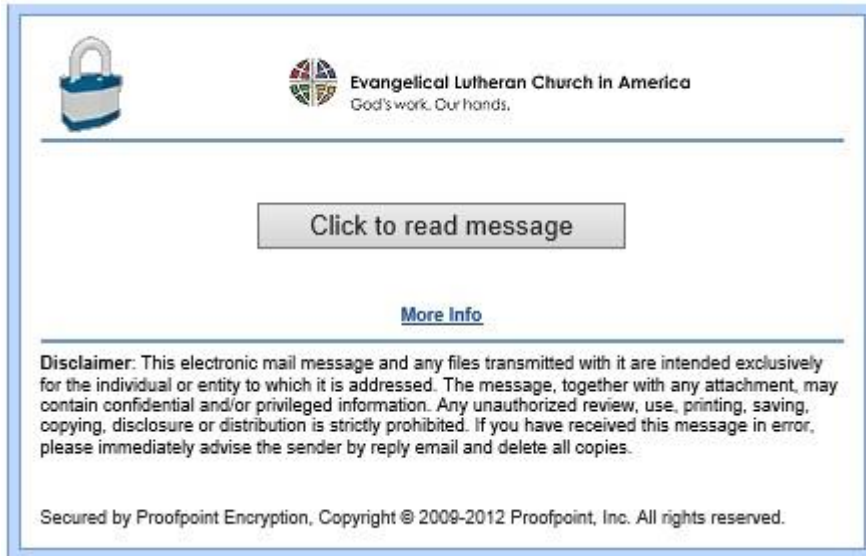 Evangelical Lutheran Church in America
God's work. Our hands.
Click to read message
More Info
Disclaimer: This electronic mail message and any files transmitted with it are intended exclusively
for the individual or entity to which it is addressed. The message, together with any attachment, may
contain confidential and/or privileged information. Any unauthorized review, use, printing, saving,
copying, disclosure or distribution is strictly prohibited. If you have received this message in error,
please immediately advise the sender by reply email and delete all copies.
Secured by Proofpoint Encryption, Copyright © 2009-2012 Proofpoint, Inc. All rights reserved.